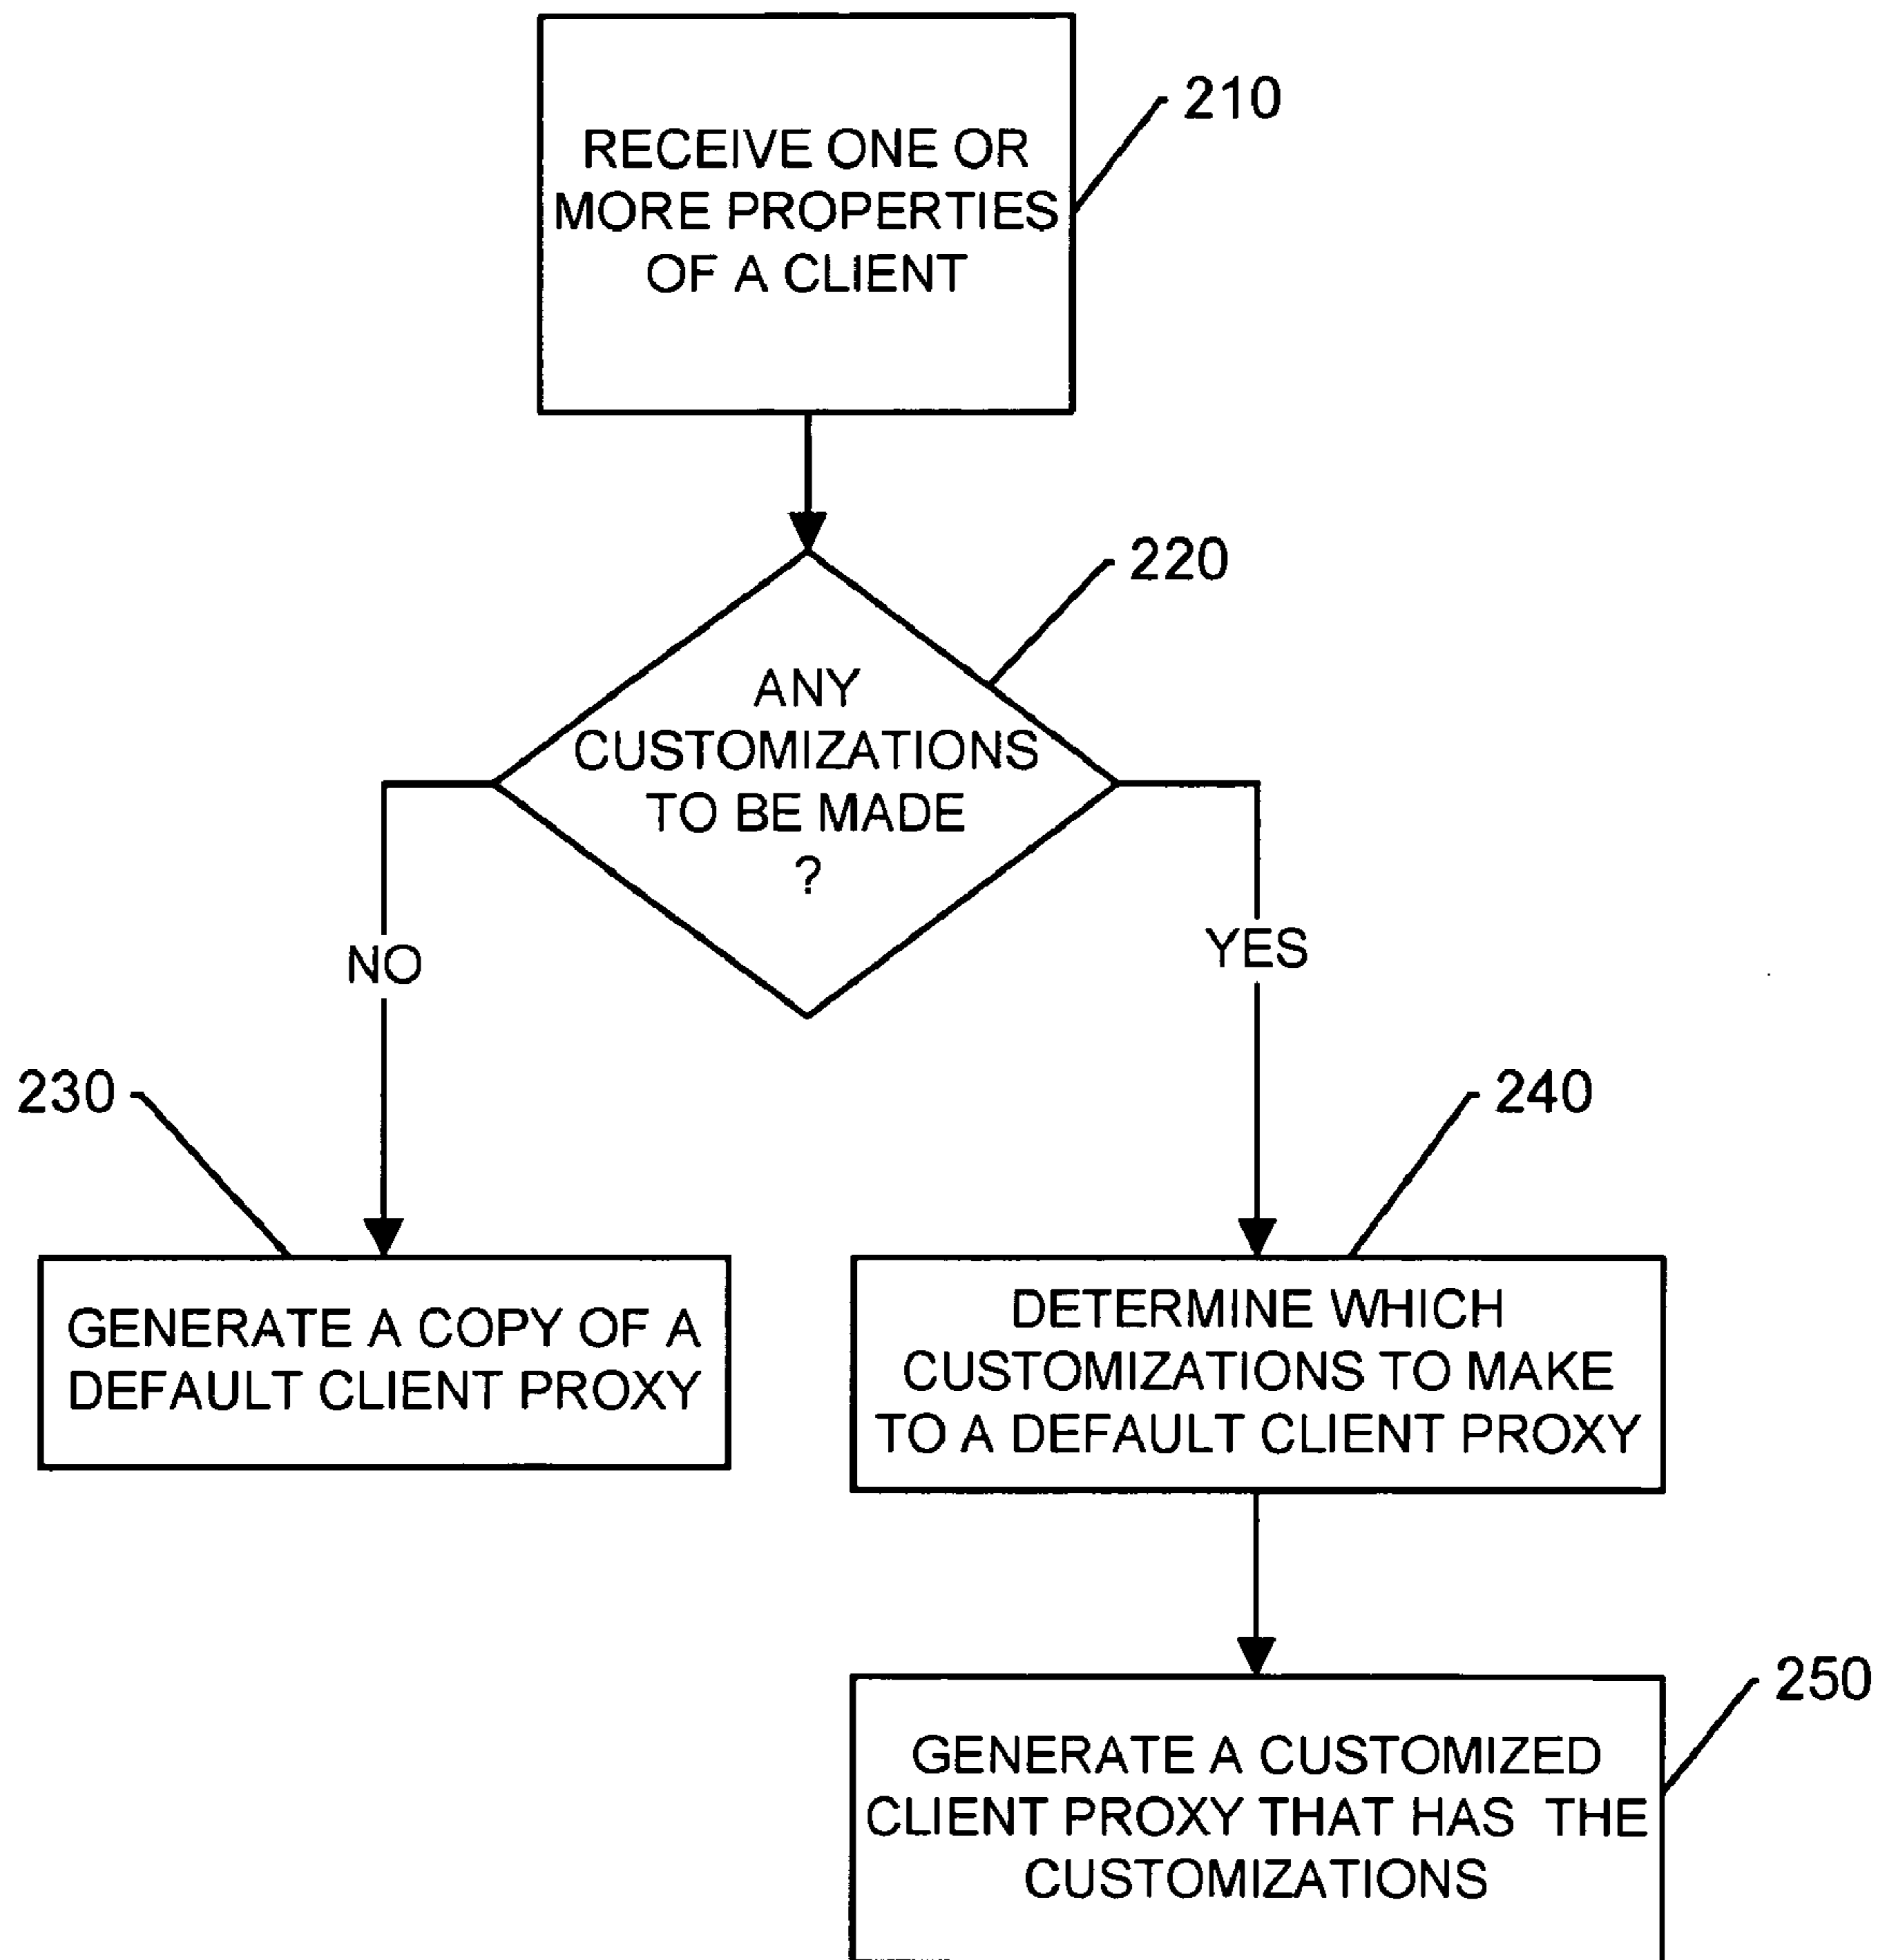 RECEIVE ONE OR
MORE PROPERTIES
OF A CLIENT
210
220
ANY
CUSTOMIZATIONS
TO BE MADE
?
NO
YES
230
240
GENERATE A COPY OF A
DEFAULT CLIENT PROXY
DETERMINE WHICH
CUSTOMIZATIONS TO MAKE
TO A DEFAULT CLIENT PROXY
250
GENERATE A CUSTOMIZED
CLIENT PROXY THAT HAS THE
CUSTOMIZATIONS